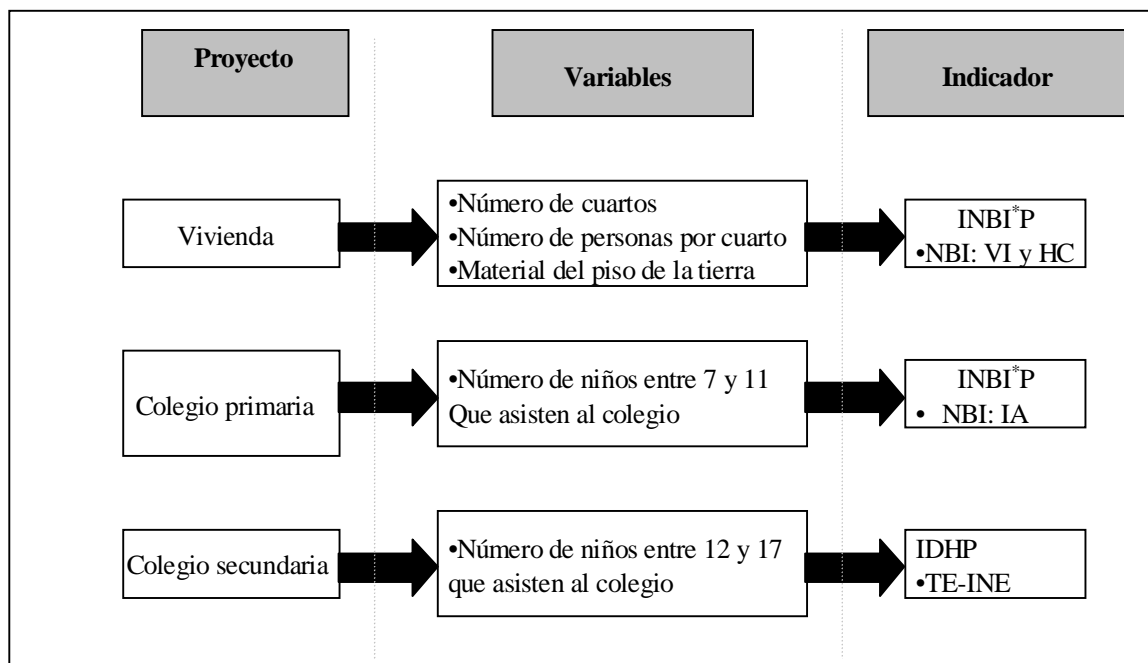 Proyecto
Variables
Indicador
Vivienda
•Número de cuartos
•Número de personas por cuarto
•Material del piso de la tierra
INBI*P
•NBI: VI y HC
Colegio primaria
•Número de niños entre 7 y 11
Que asisten al colegio
INBI*P
• NBI: IA
Colegio secundaria
•Número de niños entre 12 y 17
que asisten al colegio
IDHP
•TE-INE